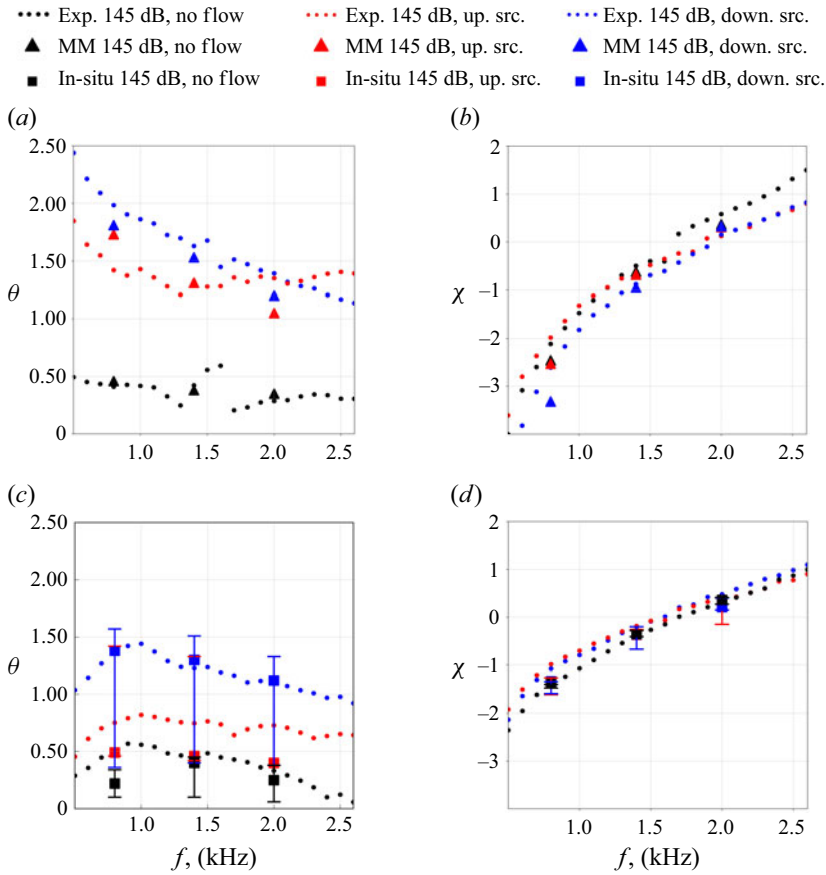 Exp. 145 dB, no flow Exp. 145 dB, up. src. Exp. 145 dB, down. src.
MM 145 dB, no flow MM 145 dB, up. src. MM 145 dB, down. src.
In-situ 145 dB, no flow In-situ 145 dB, up. src. In-situ 145 dB, down. src.
(a) (b)
2.50
2.00
1.50
θ
1.00
0.50
0
1.0 1.5 2.0 2.5
2
1
0
χ
−1
−2
−3
1.0 1.5 2.0 2.5
(c) (d)
2.50
2.00
1.50
θ
1.00
0.50
0
1.0 1.5 2.0 2.5
f, (kHz)
2
1
0
χ
−1
−2
−3
1.0 1.5 2.0 2.5
f, (kHz)